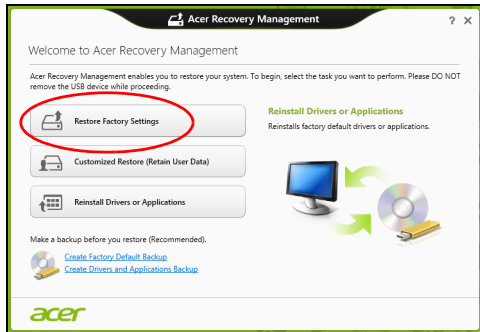 Acer Recovery Management
? ×
Welcome to Acer Recovery Management
Acer Recovery Management enables you to restore your system. To begin, select the task you want to perform. Please DO NOT
remove the USB device while proceeding.
Restore Factory Settings
Customized Restore (Retain User Data)
Reinstall Drivers or Applications
Reinstall Drivers or Applications
Reinstalls factory default drivers or applications.
Make a backup before you restore (Recommended).
Create Factory Default Backup
Create Drivers and Applications Backup
acer